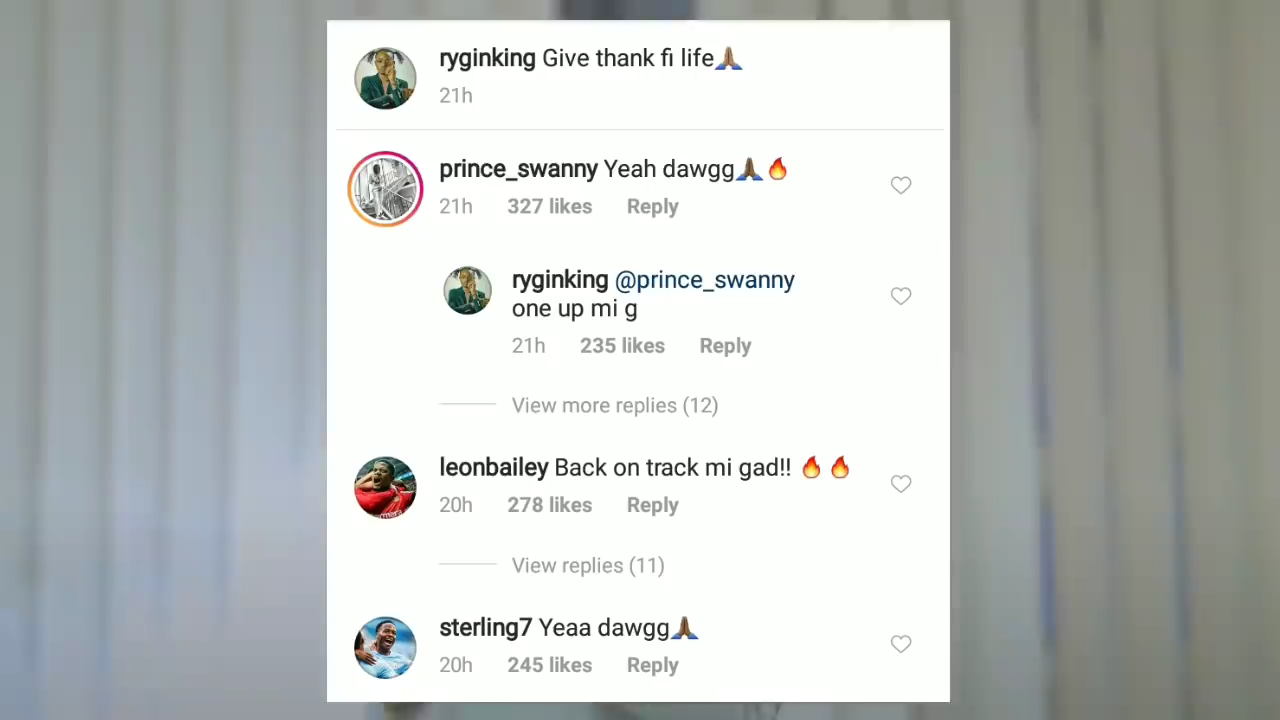 ryginking Give thank fi life🙏🏾
21h
prince_swanny Yeah dawgg🙏🏾🔥
21h 327 likes Reply
ryginking @prince_swanny
one up mi g
21h 235 likes Reply
View more replies (12)
leonbailey Back on track mi gad!! 🔥🔥
20h 278 likes Reply
View replies (11)
sterling7 Yeaa dawgg🙏🏾
20h 245 likes Reply